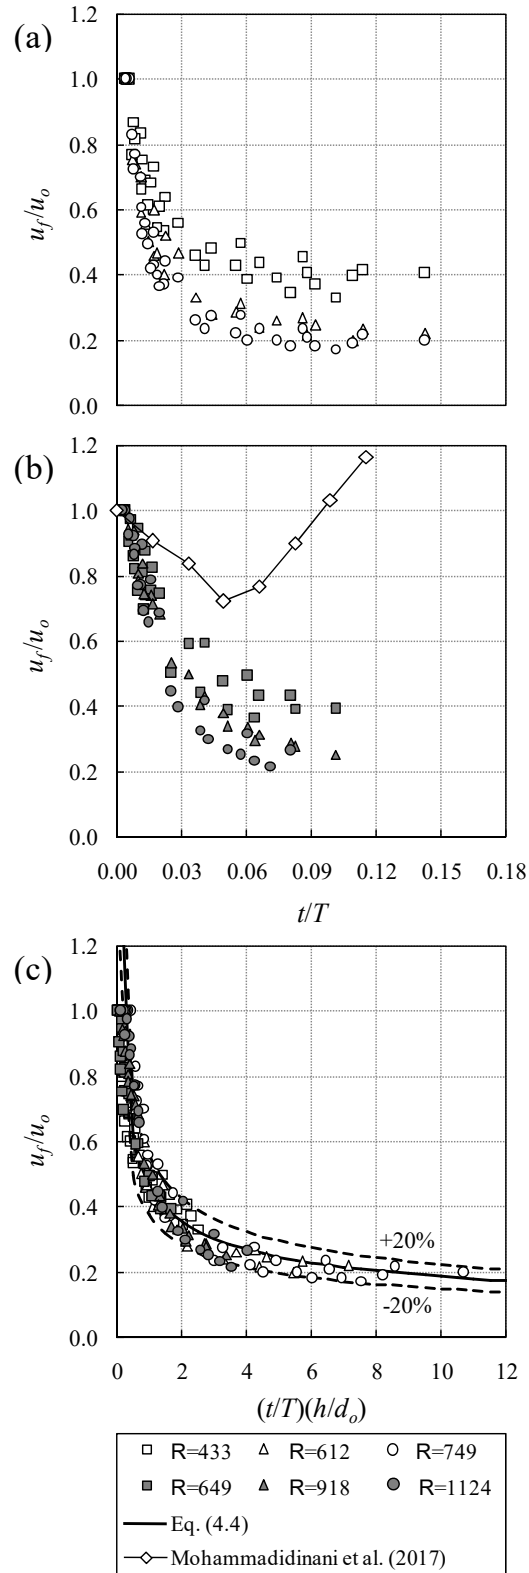 (a)
1.0
0.8
0.6
0.4
0.2
0.0
u_f/u_o
(b)
1.2
1.0
0.8
0.6
0.4
0.2
0.0
u_f/u_o
0.00 0.03 0.06 0.09 0.12 0.15 0.18
t/T
(c)
1.2
1.0
0.8
0.6
0.4
0.2
0.0
u_f/u_o
+20%
-20%
0 2 4 6 8 10 12
(t/T)(h/d_o)
R=433 R=612 R=749
R=649 R=918 R=1124
Eq. (4.4)
Mohammadidinani et al. (2017)